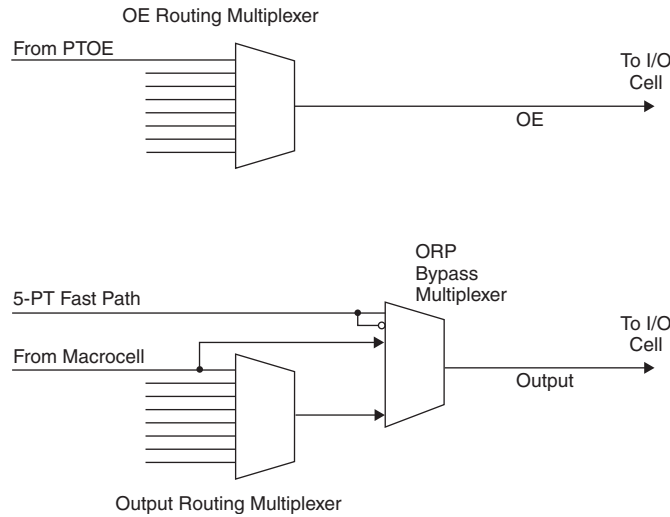 OE Routing Multiplexer
From PTOE
To I/O
Cell
OE
ORP
Bypass
Multiplexer
5-PT Fast Path
To I/O
Cell
From Macrocell
Output
Output Routing Multiplexer